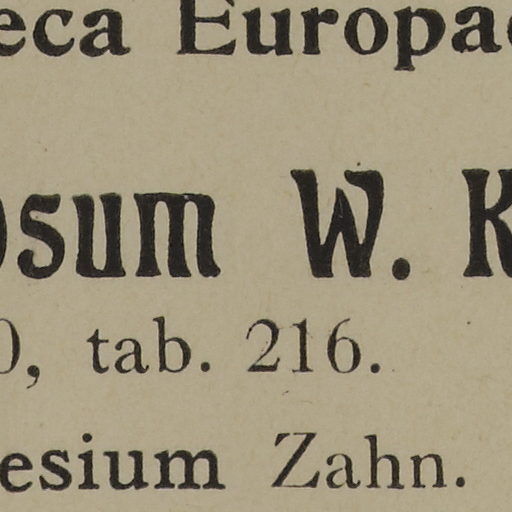 eca Europa
osum W. K
0, tab. 216.
esium Zahn.